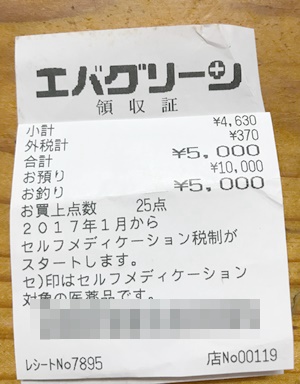 エバグリーン
領収証
小計 ¥4,630
外税計 ¥370
合計 ¥5,000
お預り ¥10,000
お釣り ¥5,000
お買上点数 25点
2017年1月から
セルフメディケーション税制が
スタートします。
セ)印はセルフメディケーション
対象の医薬品です。
レシートNo7895 店No00119